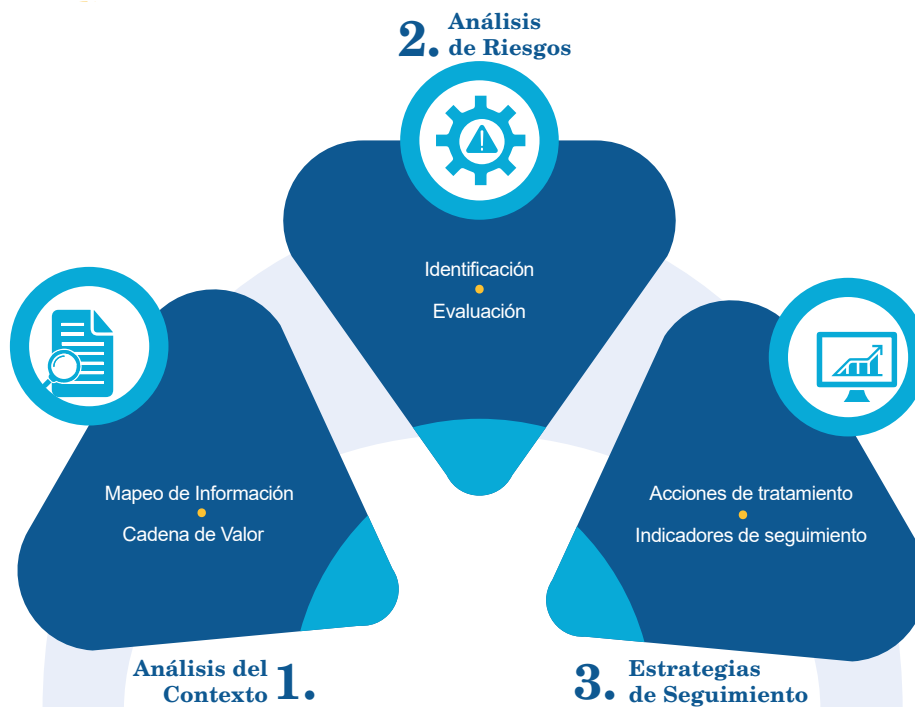 2. Análisis
de Riesgos
Identificación
Evaluación
Mapeo de Información
Cadena de Valor
Acciones de tratamiento
Indicadores de seguimiento
Análisis del
Contexto 1.
3. Estrategias
de Seguimiento